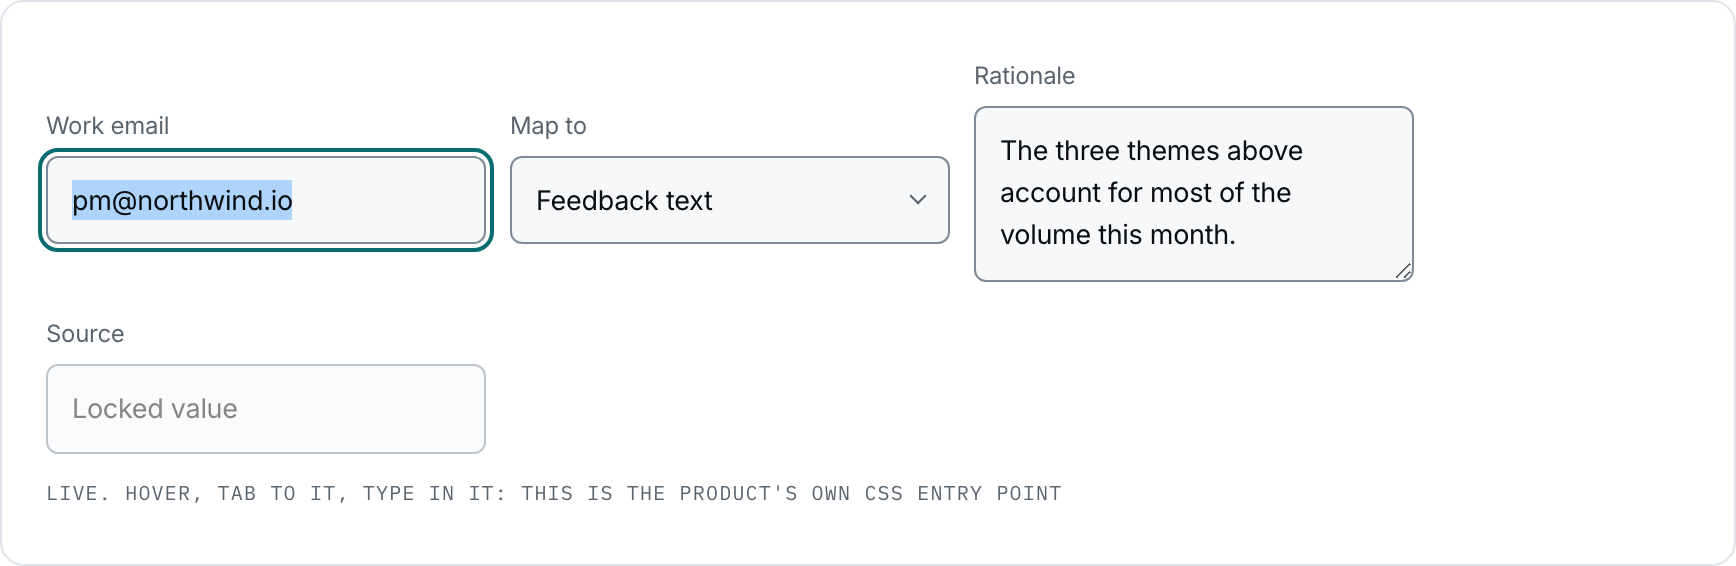 Work email
pm@northwind.io
Map to
Feedback text
Rationale
The three themes above
account for most of the
volume this month.
Source
Locked value
LIVE. HOVER, TAB TO IT, TYPE IN IT: THIS IS THE PRODUCT'S OWN CSS ENTRY POINT